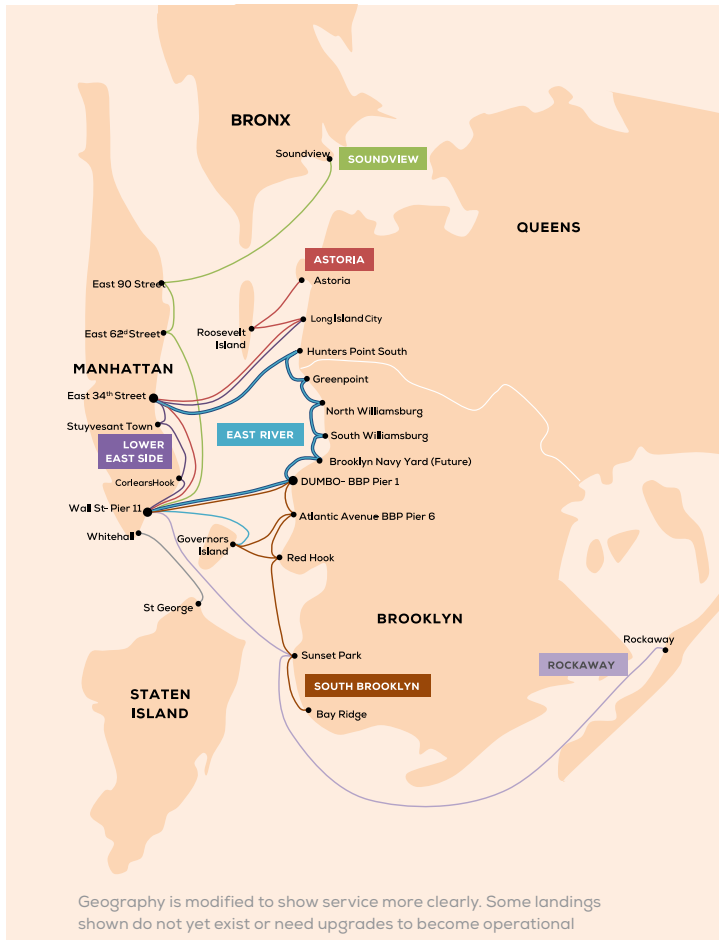 BRONX
Soundview
SOUNDVIEW
QUEENS
ASTORIA
East 90 Street
Astoria
Long Island City
East 62nd Street
Roosevelt
Island
Hunters Point South
MANHATTAN
Greenpoint
East 34th Street
North Williamsburg
Stuyvesant Town
EAST RIVER
South Williamsburg
LOWER
EAST SIDE
Brooklyn Navy Yard (Future)
CorlearsHook
DUMBO- BBP Pier 1
Wall St- Pier 11
Atlantic Avenue BBP Pier 6
Whitehall
Governors
Island
Red Hook
St George
BROOKLYN
Rockaway
Sunset Park
ROCKAWAY
STATEN
ISLAND
SOUTH BROOKLYN
Bay Ridge
Geography is modified to show service more clearly. Some landings
shown do not yet exist or need upgrades to become operational